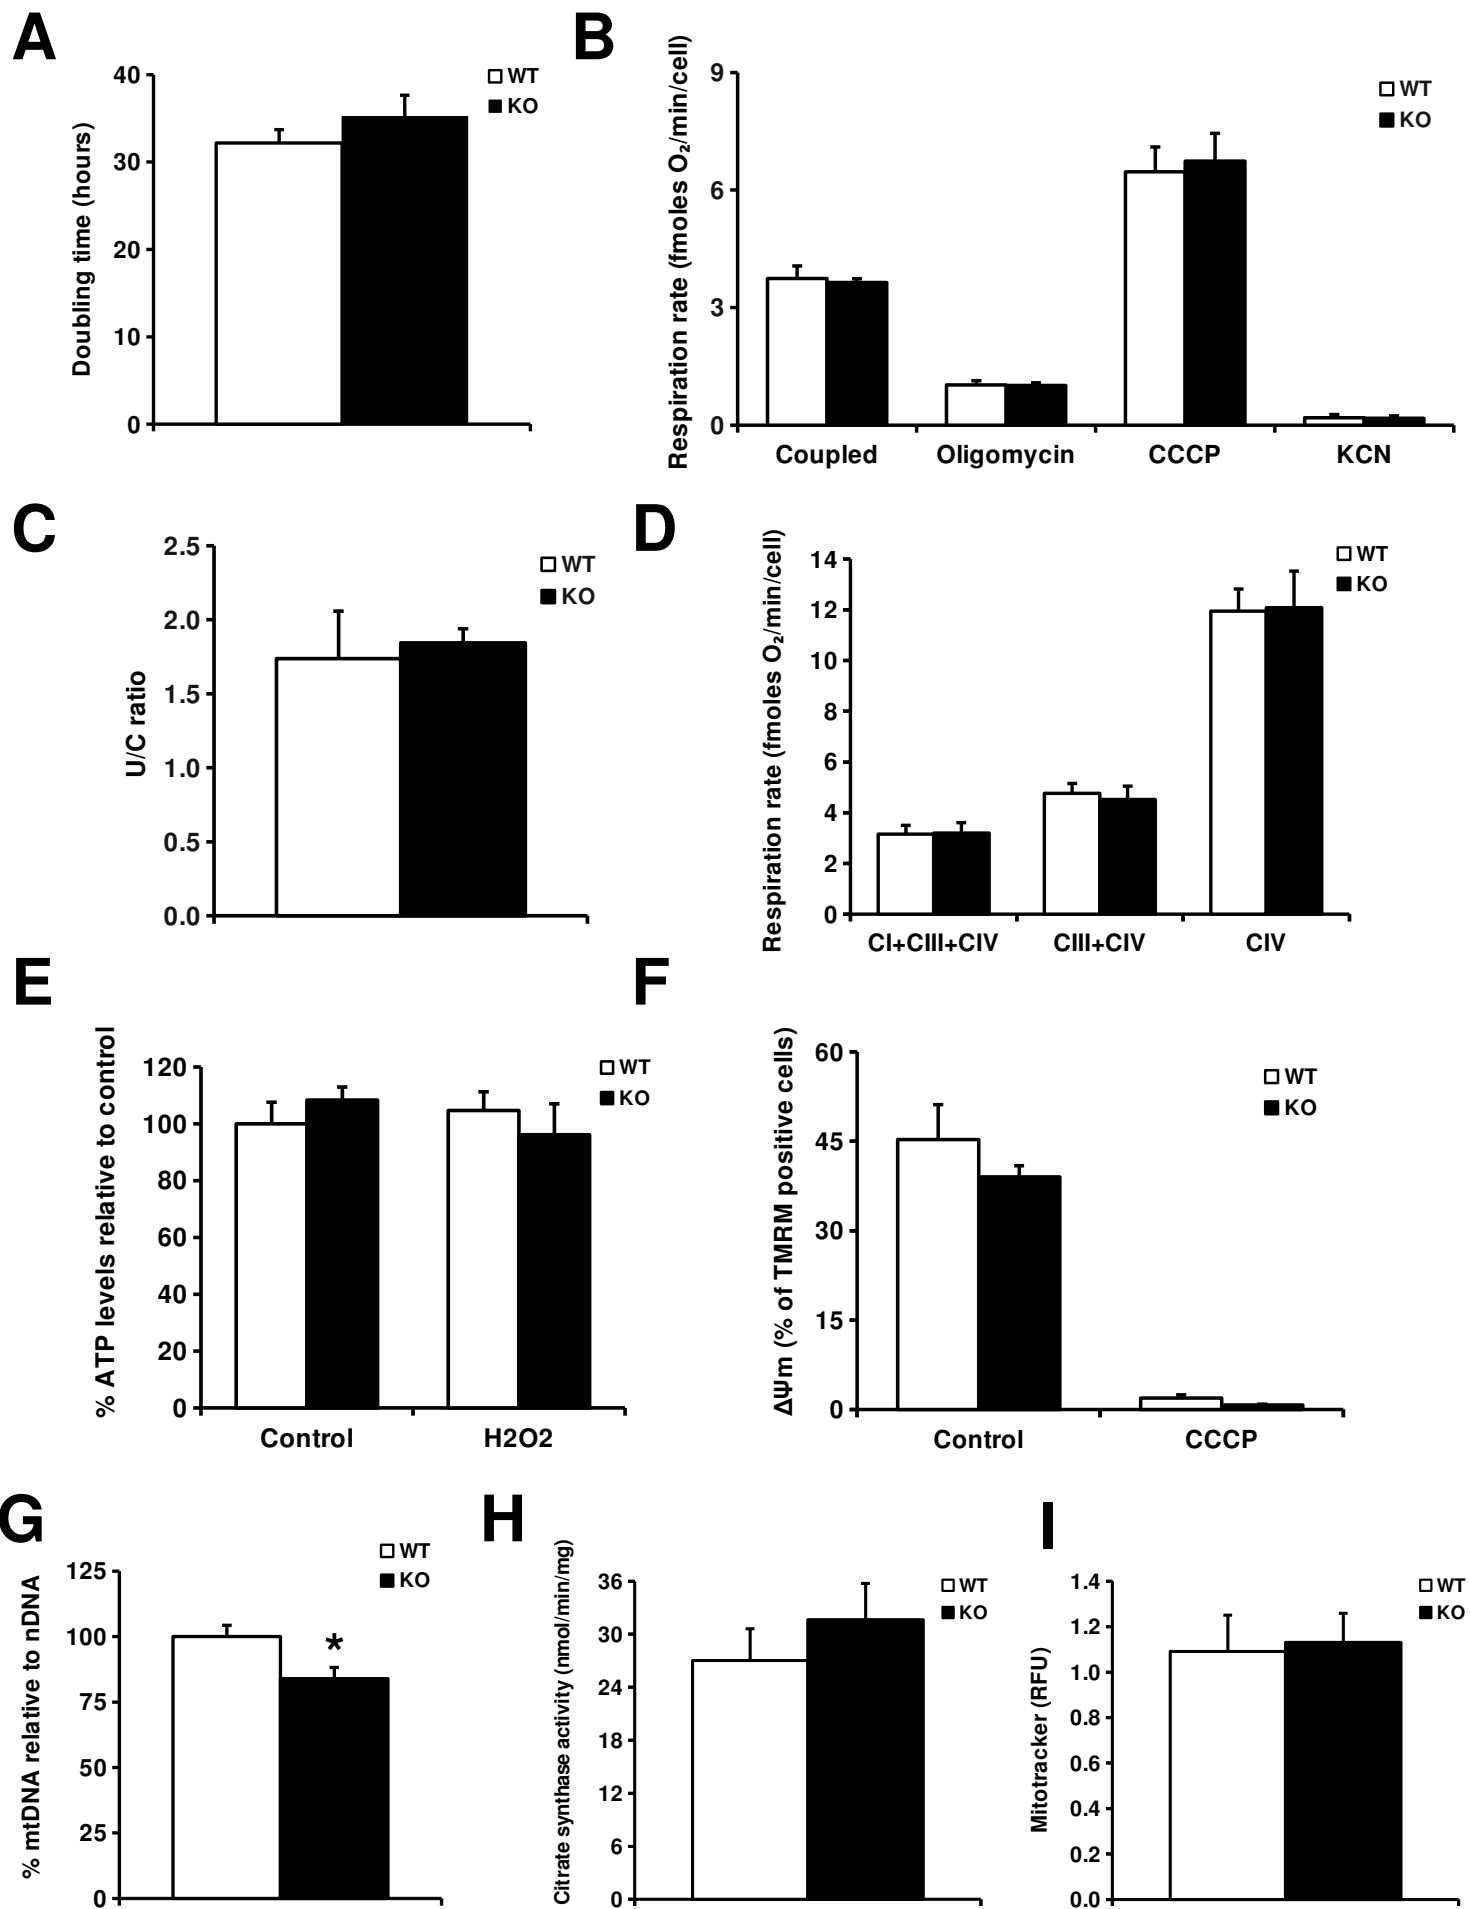 A
Doubling time (hours)
40
30
20
10
0
WT
KO
B
Respiration rate (fmoles O₂/min/cell)
9
6
3
0
WT
KO
Coupled Oligomycin CCCP KCN
C
U/C ratio
2.5
2.0
1.5
1.0
0.5
0.0
WT
KO
D
Respiration rate (fmoles O₂/min/cell)
14
12
10
8
6
4
2
0
WT
KO
CI+CIII+CIV CIII+CIV CIV
E
% ATP levels relative to control
120
100
80
60
40
20
0
WT
KO
Control H2O2
F
ΔΨm (% of TMRM positive cells)
60
45
30
15
0
WT
KO
Control CCCP
G
% mtDNA relative to nDNA
125
100
75
50
25
0
WT
KO
*
H
Citrate synthase activity (nmol/min/mg)
36
30
24
18
12
6
0
WT
KO
I
Mitotracker (RFU)
1.4
1.2
1.0
0.8
0.6
0.4
0.2
0.0
WT
KO